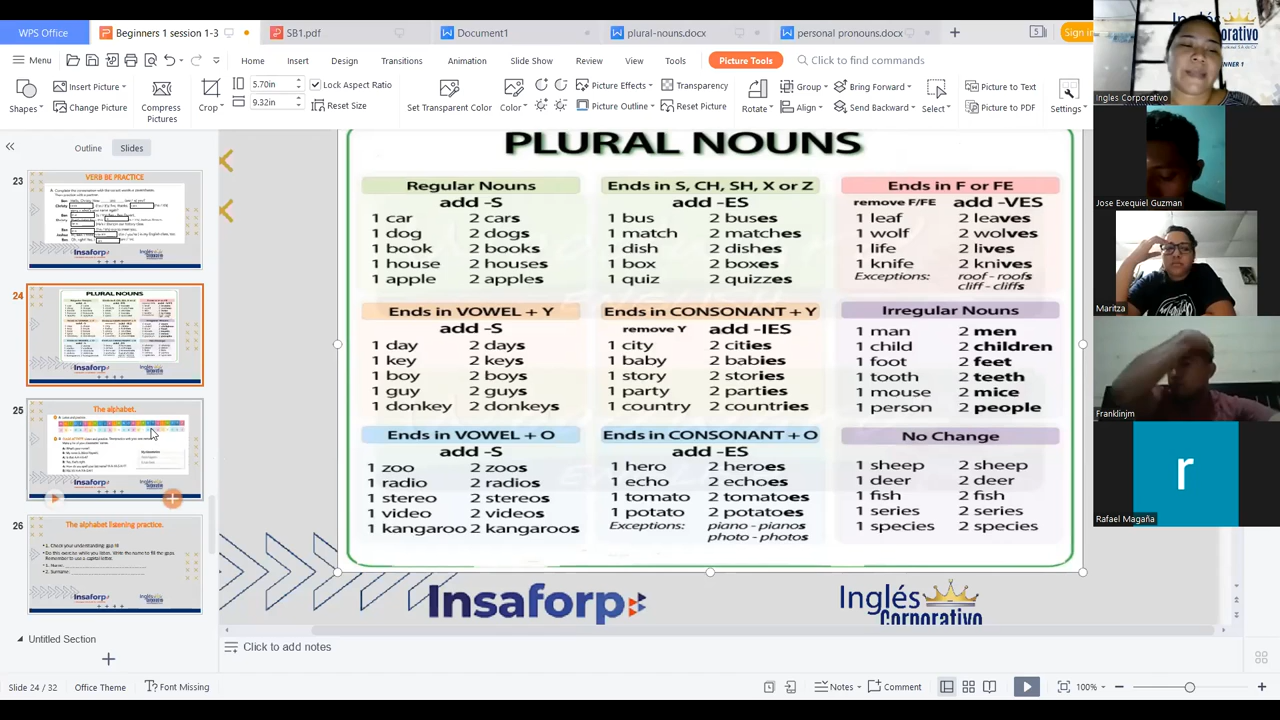 WPS Office
Beginners 1 session 1-3
SB1.pdf
Document1
plural-nouns.docx
personal pronouns.docx
5
Sign in
Menu
Home
Insert
Design
Transitions
Animation
Slide Show
Review
View
Tools
Picture Tools
Click to find commands
Shapes
Insert Picture
Change Picture
Compress Pictures
Crop
5.70in
9.32in
Lock Aspect Ratio
Reset Size
Set Transparent Color
Color
Picture Effects
Transparency
Picture Outline
Reset Picture
Rotate
Group
Align
Bring Forward
Send Backward
Select
Picture to Text
Picture to PDF
Settings
Outline
Slides
23
VERB BE PRACTICE
24
PLURAL NOUNS
25
The alphabet.
26
The alphabet listening practice.
Insaforp
Inglés Corporativo
Untitled Section
PLURAL NOUNS
Regular Nouns
add -S
1 car 2 cars
1 dog 2 dogs
1 book 2 books
1 house 2 houses
1 apple 2 apples
Ends in S, CH, SH, X or Z
add -ES
1 bus 2 buses
1 match 2 matches
1 dish 2 dishes
1 box 2 boxes
1 quiz 2 quizzes
Ends in F or FE
remove F/FE add -VES
1 leaf 2 leaves
1 wolf 2 wolves
1 life 2 lives
1 knife 2 knives
Exceptions: roof - roofs
cliff - cliffs
Ends in VOWEL + Y
add -S
1 day 2 days
1 key 2 keys
1 boy 2 boys
1 guy 2 guys
1 donkey 2 donkeys
Ends in CONSONANT + Y
remove Y add -IES
1 city 2 cities
1 baby 2 babies
1 story 2 stories
1 party 2 parties
1 country 2 countries
Irregular Nouns
1 man 2 men
1 child 2 children
1 foot 2 feet
1 tooth 2 teeth
1 mouse 2 mice
1 person 2 people
Ends in VOWEL + O
add -S
1 zoo 2 zoos
1 radio 2 radios
1 stereo 2 stereos
1 video 2 videos
1 kangaroo 2 kangaroos
Ends in CONSONANT + O
add -ES
1 hero 2 heroes
1 echo 2 echoes
1 tomato 2 tomatoes
1 potato 2 potatoes
Exceptions: piano - pianos
photo - photos
No Change
1 sheep 2 sheep
1 deer 2 deer
1 fish 2 fish
1 series 2 series
1 species 2 species
Insaforp
Inglés
Corporativo
Click to add notes
Slide 24 / 32
Office Theme
Font Missing
Notes
Comment
100%
Ingles Corporativo
Jose Exequiel Guzman
Maritza
Franklinjm
r
Rafael Magaña